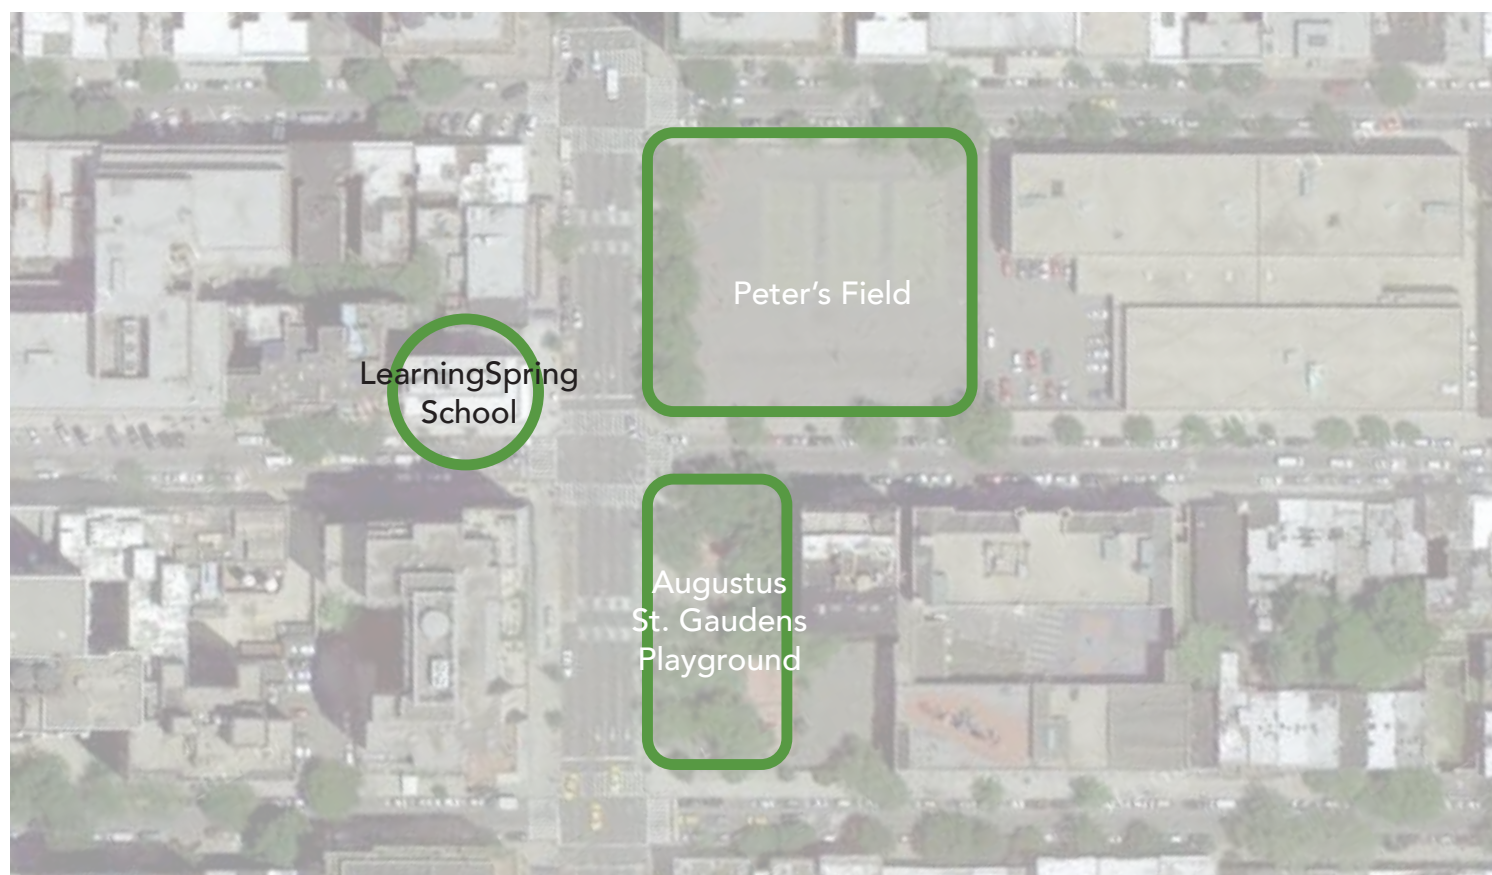 Peter’s Field
LearningSpring
School
Augustus
St. Gaudens
Playground